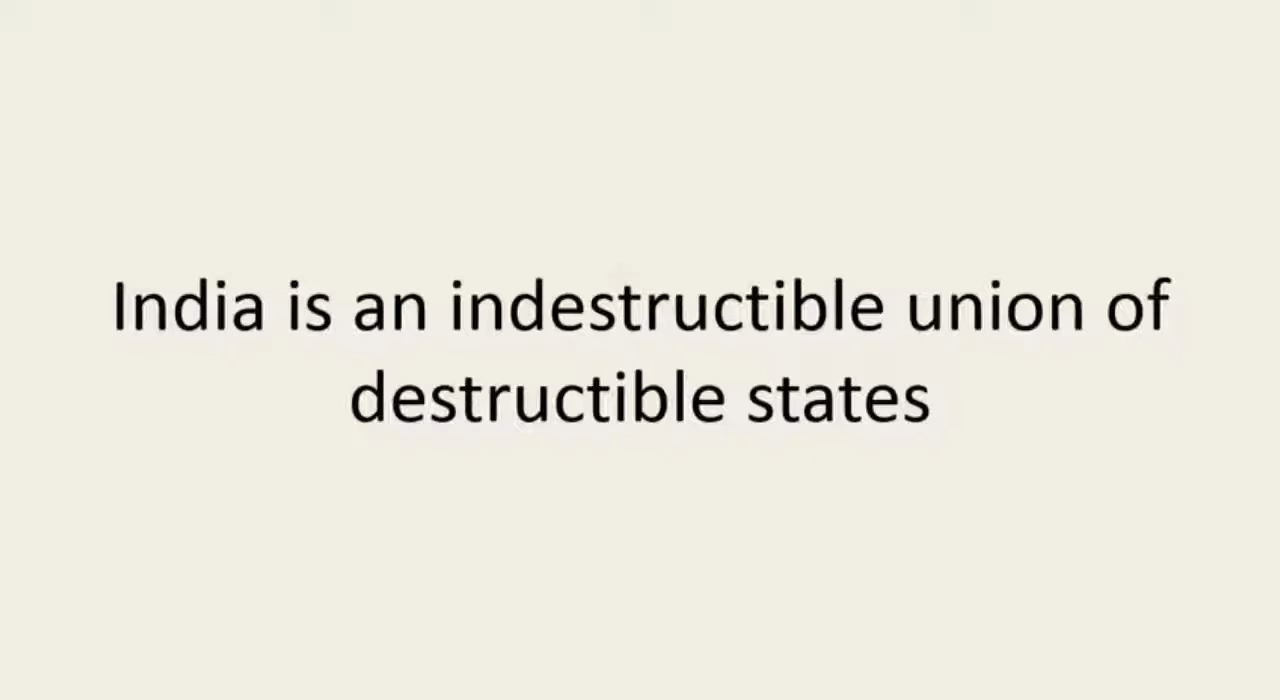 India is an indestructible union of
destructible states